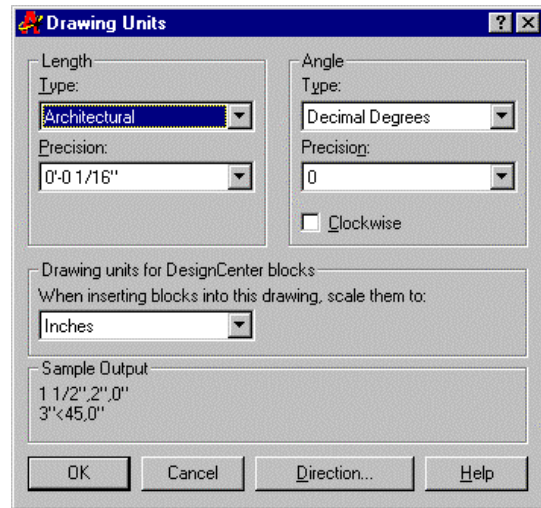 Drawing Units
Length
Type:
Architectural
Precision:
0'-0 1/16"
Angle
Type:
Decimal Degrees
Precision:
0
Clockwise
Drawing units for DesignCenter blocks
When inserting blocks into this drawing, scale them to:
Inches
Sample Output
1 1/2",2",0"
3"<45,0"
OK
Cancel
Direction...
Help